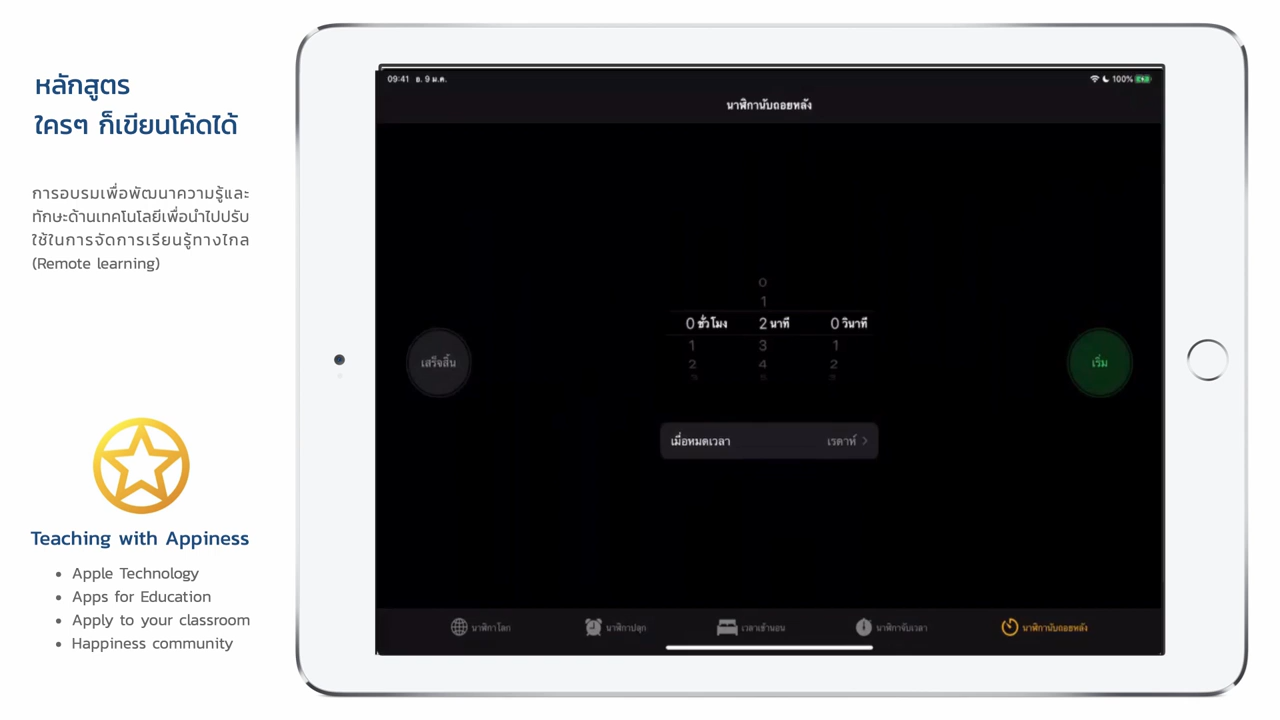 หลักสูตร
ใครๆ ก็เขียนโค้ดได้
การอบรมเพื่อพัฒนาความรู้และ
ทักษะด้านเทคโนโลยีเพื่อนำไปปรับ
ใช้ในการจัดการเรียนรู้ทางไกล
(Remote learning)
Teaching with Appiness
• Apple Technology
• Apps for Education
• Apply to your classroom
• Happiness community
09:41 อ. 9 ม.ค. 100%
นาฬิกานับถอยหลัง
0
1
0 ชั่วโมง 2 นาที 0 วินาที
1 3 1
2 4 2
เสร็จสิ้น
เริ่ม
เมื่อหมดเวลา เรดาห์
นาฬิกาโลก นาฬิกาปลุก เวลาเข้านอน นาฬิกาจับเวลา นาฬิกานับถอยหลัง